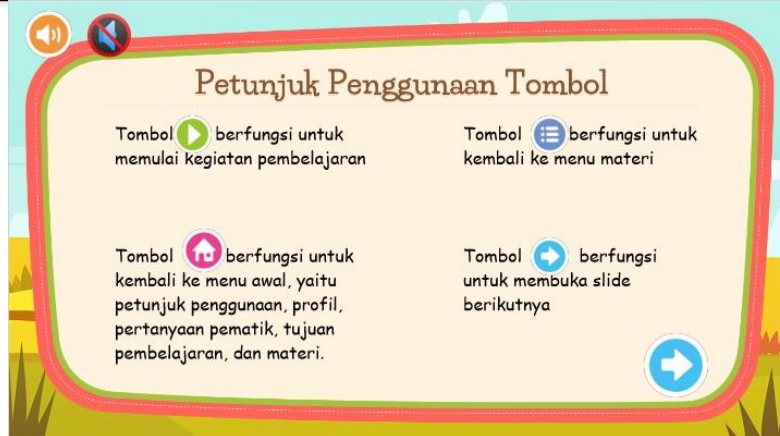 Petunjuk Penggunaan Tombol
Tombol berfungsi untuk
memulai kegiatan pembelajaran
Tombol berfungsi untuk
kembali ke menu materi
Tombol berfungsi untuk
kembali ke menu awal, yaitu
petunjuk penggunaan, profil,
pertanyaan pematik, tujuan
pembelajaran, dan materi.
Tombol berfungsi
untuk membuka slide
berikutnya